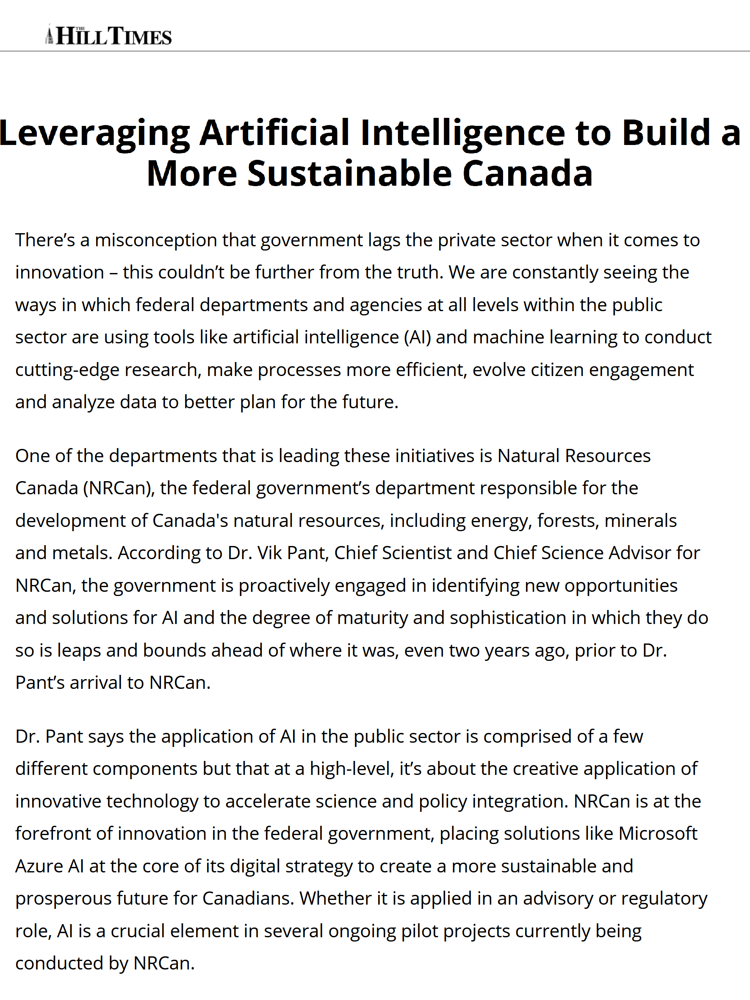 THE HILL TIMES
Leveraging Artificial Intelligence to Build a
More Sustainable Canada
There’s a misconception that government lags the private sector when it comes to
innovation – this couldn’t be further from the truth. We are constantly seeing the
ways in which federal departments and agencies at all levels within the public
sector are using tools like artificial intelligence (AI) and machine learning to conduct
cutting-edge research, make processes more efficient, evolve citizen engagement
and analyze data to better plan for the future.
One of the departments that is leading these initiatives is Natural Resources
Canada (NRCan), the federal government’s department responsible for the
development of Canada's natural resources, including energy, forests, minerals
and metals. According to Dr. Vik Pant, Chief Scientist and Chief Science Advisor for
NRCan, the government is proactively engaged in identifying new opportunities
and solutions for AI and the degree of maturity and sophistication in which they do
so is leaps and bounds ahead of where it was, even two years ago, prior to Dr.
Pant’s arrival to NRCan.
Dr. Pant says the application of AI in the public sector is comprised of a few
different components but that at a high-level, it’s about the creative application of
innovative technology to accelerate science and policy integration. NRCan is at the
forefront of innovation in the federal government, placing solutions like Microsoft
Azure AI at the core of its digital strategy to create a more sustainable and
prosperous future for Canadians. Whether it is applied in an advisory or regulatory
role, AI is a crucial element in several ongoing pilot projects currently being
conducted by NRCan.